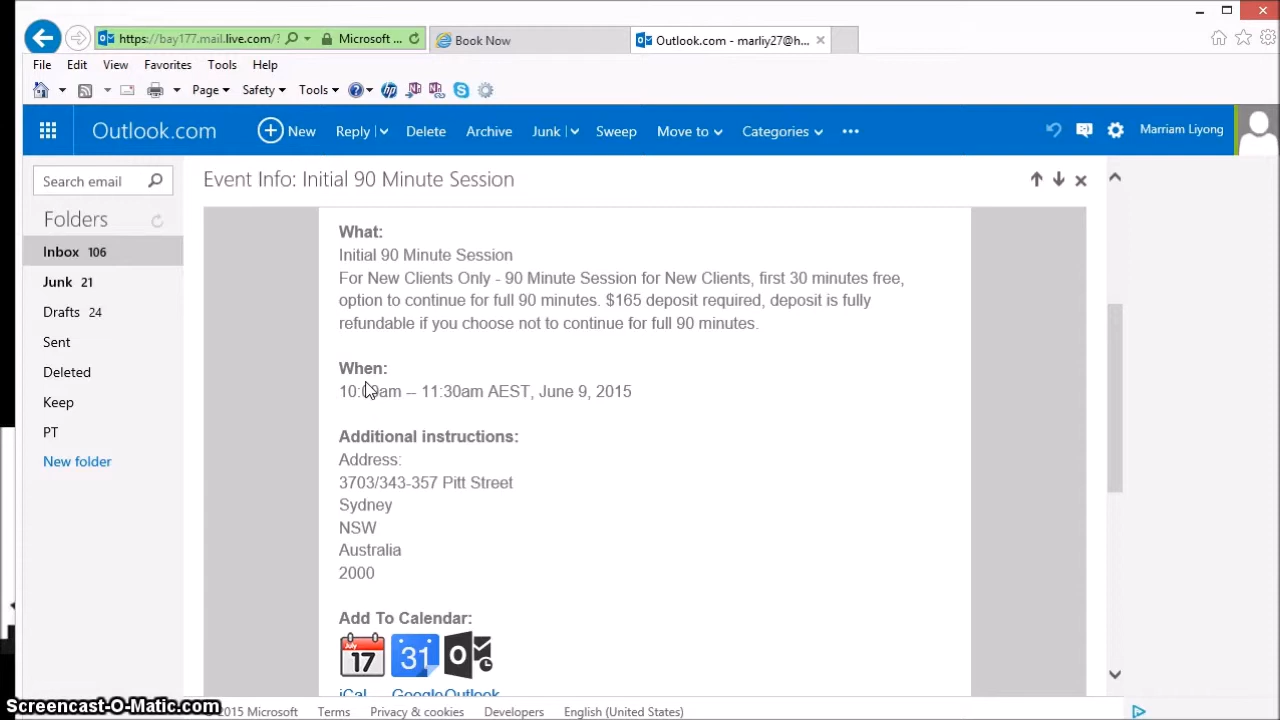 https://bay177.mail.live.com/?
Microsoft ...
Book Now
Outlook.com - marliy27@h...
File Edit View Favorites Tools Help
Page Safety Tools
Outlook.com
New Reply Delete Archive Junk Sweep Move to Categories
Marriam Liyong
Search email
Event Info: Initial 90 Minute Session
Folders
Inbox 106
Junk 21
Drafts 24
Sent
Deleted
Keep
PT
New folder
What:
Initial 90 Minute Session
For New Clients Only - 90 Minute Session for New Clients, first 30 minutes free,
option to continue for full 90 minutes. $165 deposit required, deposit is fully
refundable if you choose not to continue for full 90 minutes.
When:
10:00am -- 11:30am AEST, June 9, 2015
Additional instructions:
Address:
3703/343-357 Pitt Street
Sydney
NSW
Australia
2000
Add To Calendar:
July
17
31
iCal Google Outlook
2015 Microsoft Terms Privacy & cookies Developers English (United States)
Screencast-O-Matic.com